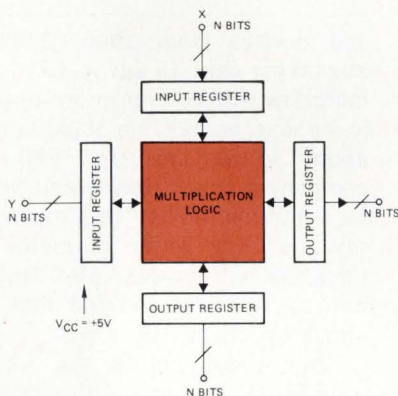 X
N BITS
INPUT REGISTER
INPUT REGISTER
MULTIPLICATION
LOGIC
OUTPUT REGISTER
Y
N BITS
N BITS
VCC = +5V
OUTPUT REGISTER
N BITS